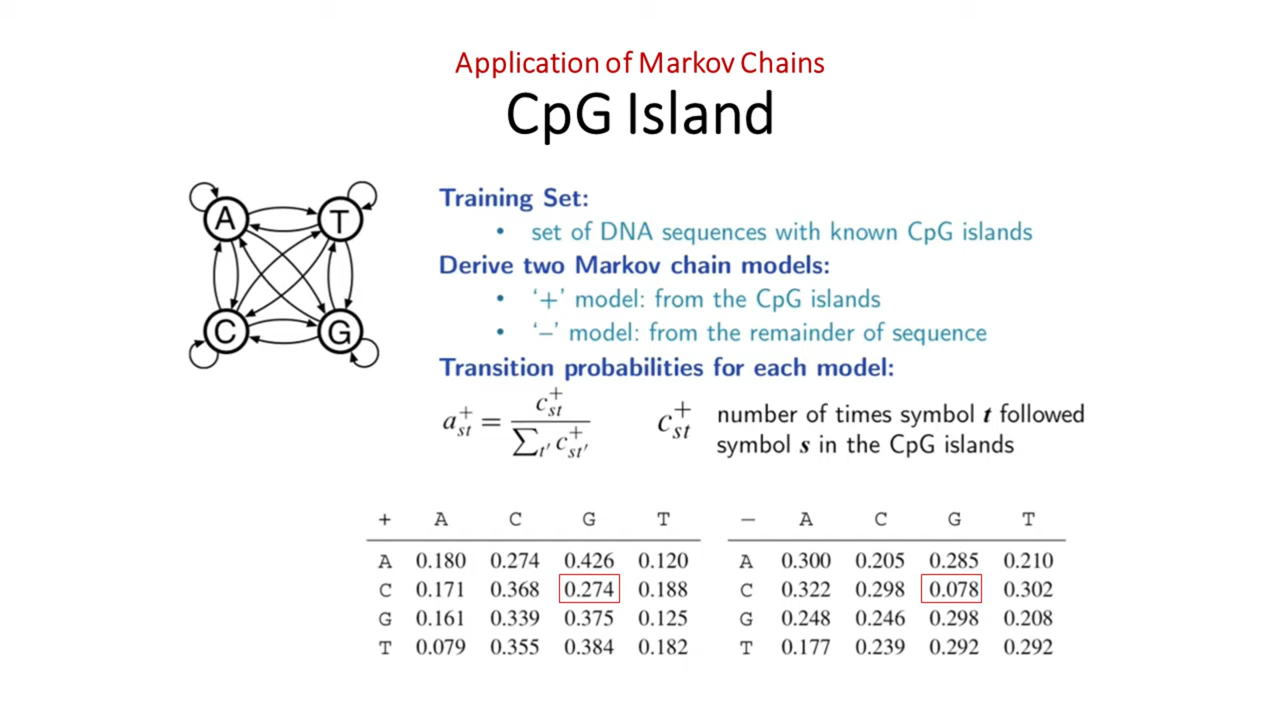 Application of Markov Chains
CpG Island
A T
C G
Training Set:
• set of DNA sequences with known CpG islands
Derive two Markov chain models:
• ‘+’ model: from the CpG islands
• ‘–’ model: from the remainder of sequence
Transition probabilities for each model:
a⁺ₛₜ = c⁺ₛₜ / ∑ₜ′ c⁺ₛₜ′
c⁺ₛₜ number of times symbol t followed
symbol s in the CpG islands
+ A C G T
A 0.180 0.274 0.426 0.120
C 0.171 0.368 0.274 0.188
G 0.161 0.339 0.375 0.125
T 0.079 0.355 0.384 0.182
− A C G T
A 0.300 0.205 0.285 0.210
C 0.322 0.298 0.078 0.302
G 0.248 0.246 0.298 0.208
T 0.177 0.239 0.292 0.292